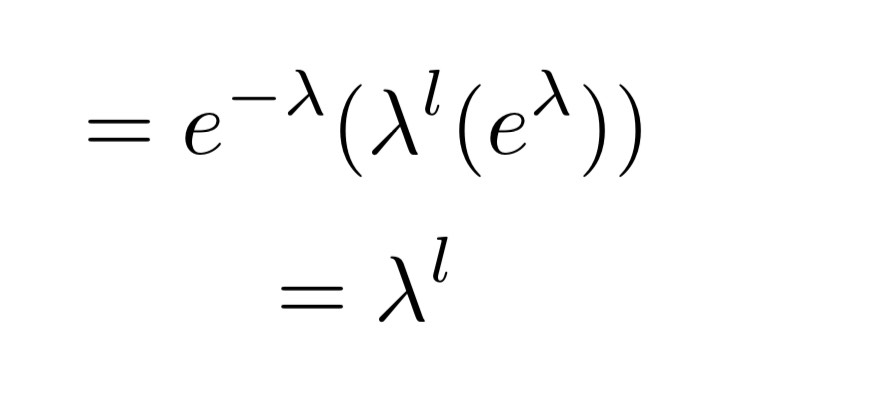 = e^{-λ}(λ^l(e^λ))
= λ^l